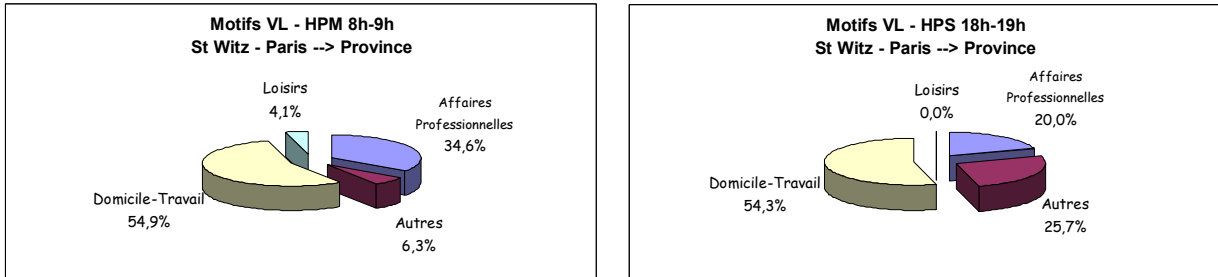 Motifs VL - HPM 8h-9h
St Witz - Paris --> Province
Loisirs
4,1%
Affaires
Professionnelles
34,6%
Domicile-Travail
54,9%
Autres
6,3%
Motifs VL - HPS 18h-19h
St Witz - Paris --> Province
Loisirs
0,0%
Affaires
Professionnelles
20,0%
Domicile-Travail
54,3%
Autres
25,7%